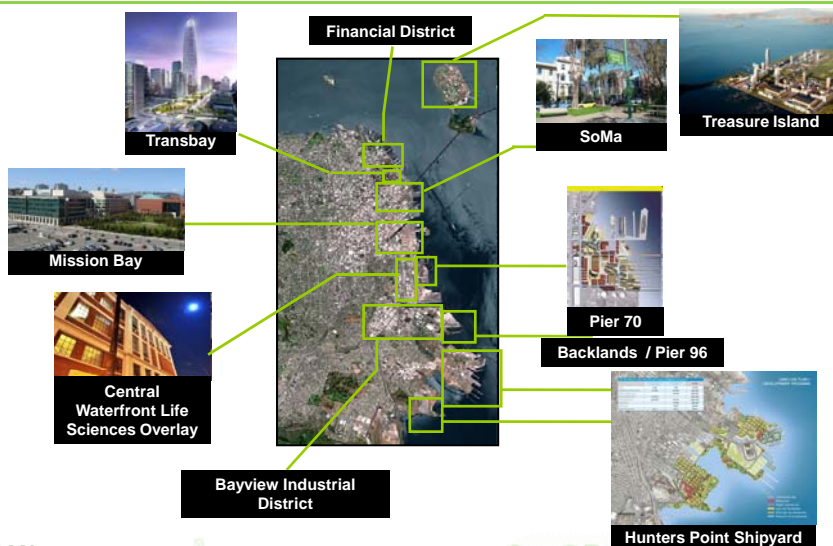 Financial District
Transbay
SoMa
Treasure Island
Mission Bay
Pier 70
Backlands / Pier 96
Central
Waterfront Life
Sciences Overlay
Bayview Industrial
District
Hunters Point Shipyard